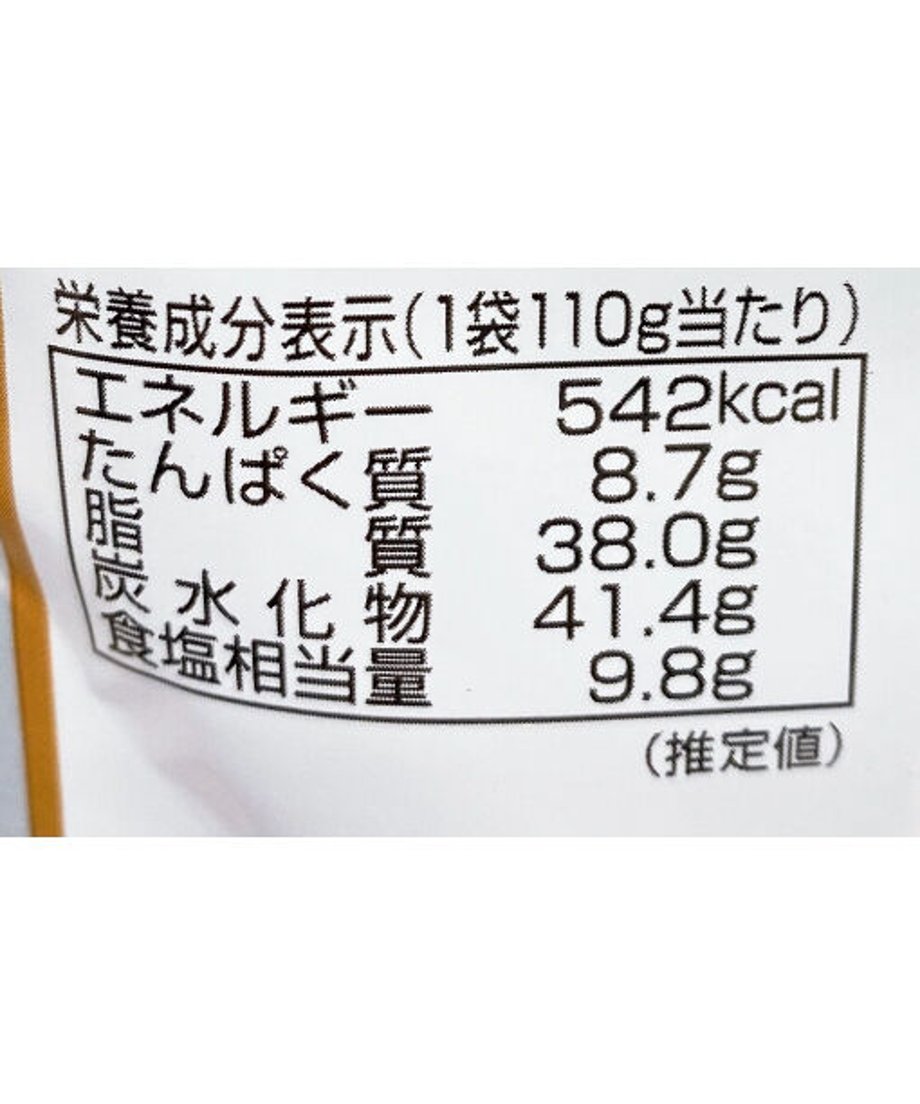 栄養成分表示(1袋110g当たり)
エネルギー 542kcal
たんぱく質 8.7g
脂質 38.0g
炭水化物 41.4g
食塩相当量 9.8g
(推定値)